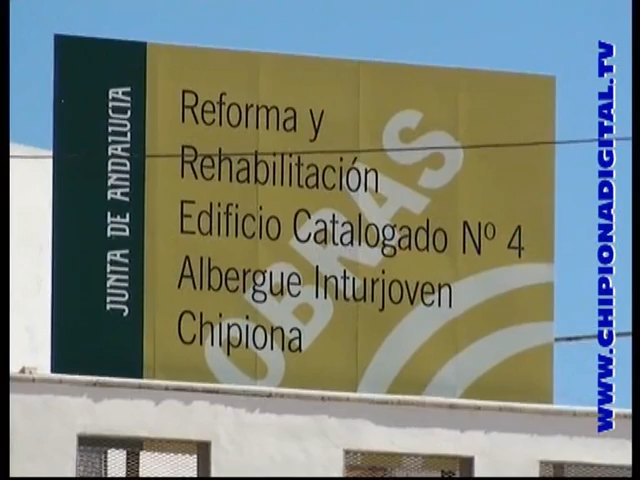 JUNTA DE ANDALUCIA
Reforma y
Rehabilitación
Edificio Catalogado Nº 4
Albergue Inturjoven
Chipiona
OBRAS
www.CHIPIONADIGITAL.TV